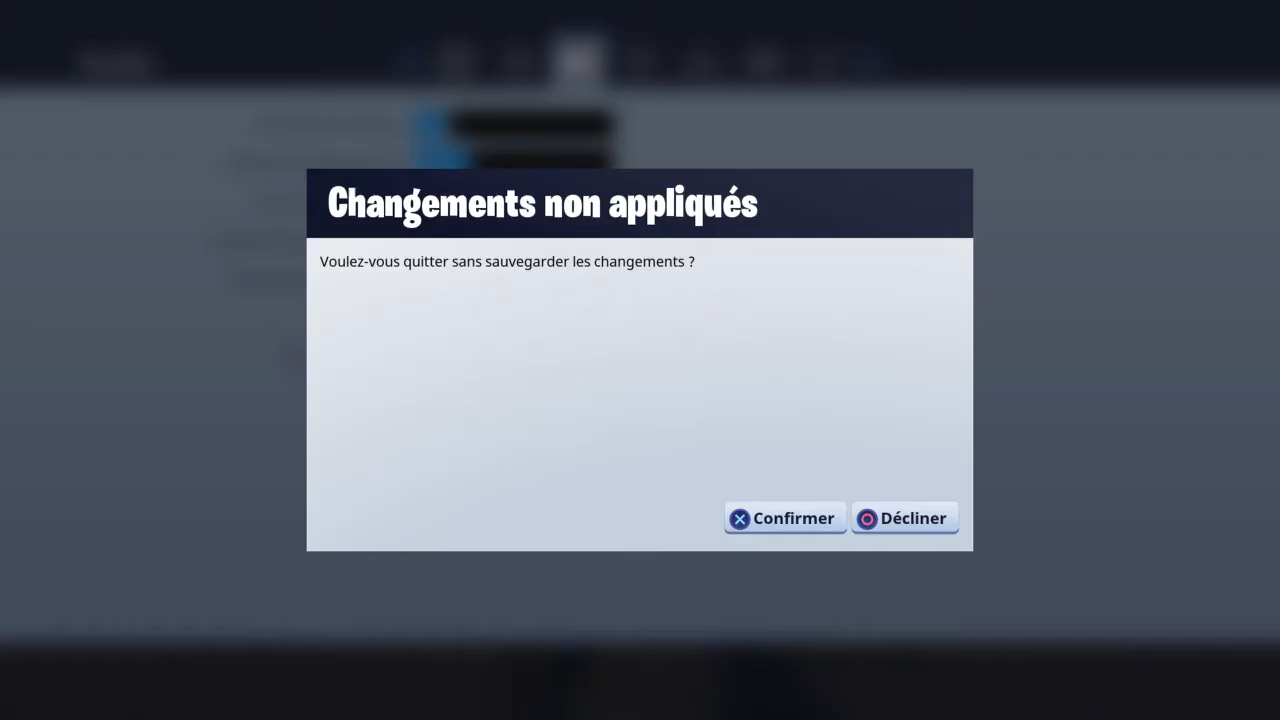 Changements non appliqués
Voulez-vous quitter sans sauvegarder les changements ?
Confirmer
Décliner